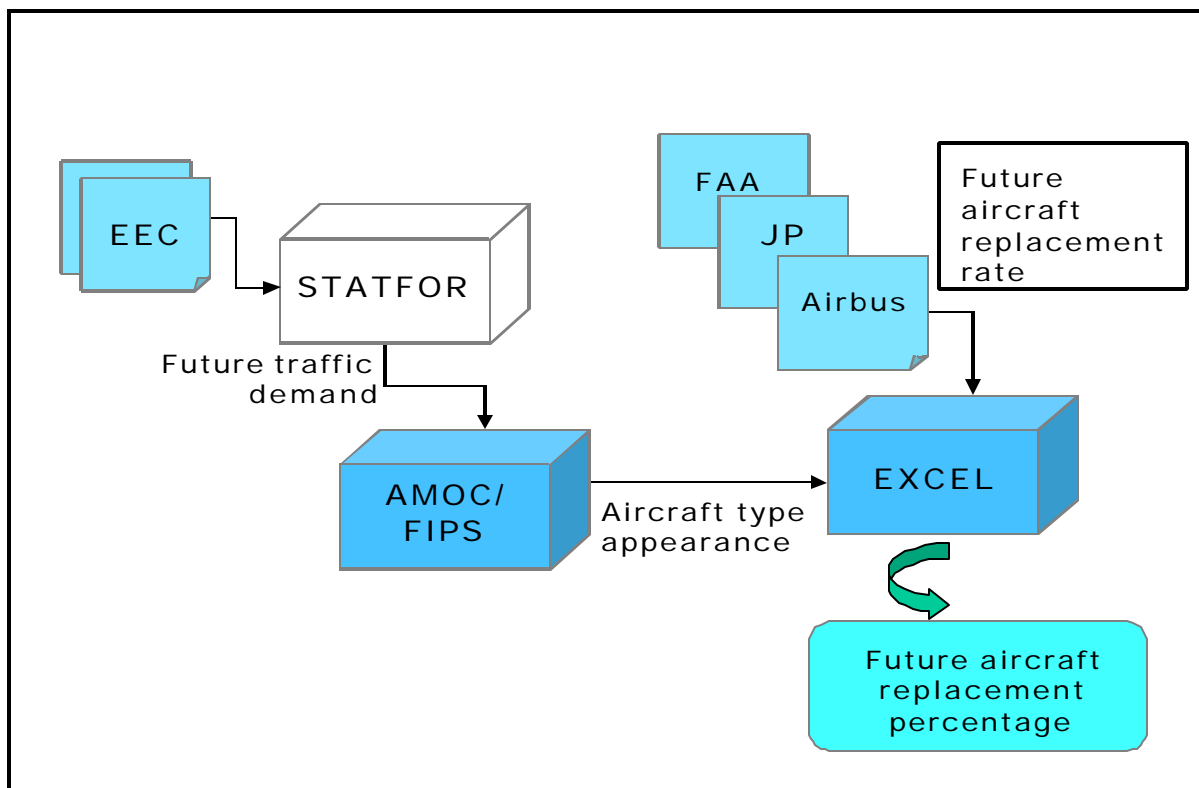 EEC
STATFOR
Future traffic
demand
AMOC/
FIPS
Aircraft type
appearance
FAA
JP
Airbus
Future
aircraft
replacement
rate
EXCEL
Future aircraft
replacement
percentage